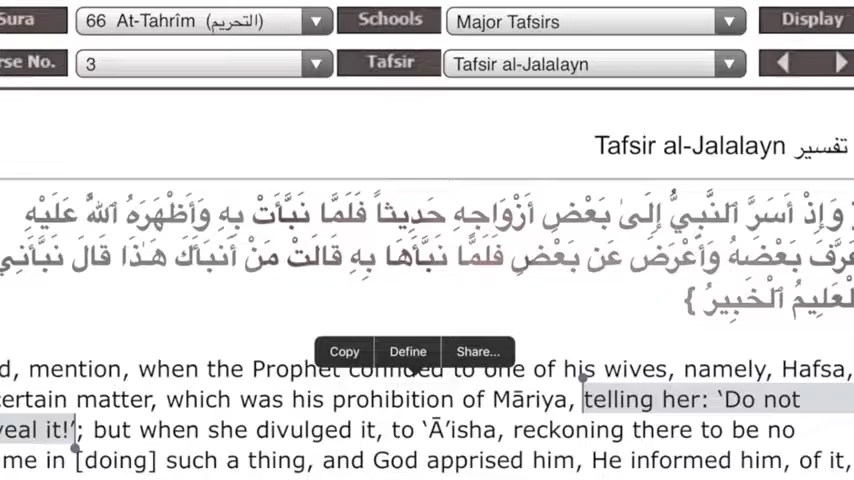 Sura 66 At-Tahrîm (التحريم) Schools Major Tafsirs Display
rse No. 3 Tafsir Tafsir al-Jalalayn
Tafsir al-Jalalayn تفسير
وَإِذْ أَسَرَّ ٱلنَّبِيُّ إِلَىٰ بَعْضِ أَزْوَاجِهِ حَدِيثاً فَلَمَّا نَبَّأَتْ بِهِ وَأَظْهَرَهُ ٱللَّهُ عَلَيْهِ
عَرَّفَ بَعْضَهُ وَأَعْرَضَ عَن بَعْضٍ فَلَمَّا نَبَّأَهَا بِهِ قَالَتْ مَنْ أَنبَأَكَ هَـٰذَا قَالَ نَبَّأَنِي
ٱلْعَلِيمُ ٱلْخَبِيرُ }
Copy Define Share...
d, mention, when the Prophet confided to one of his wives, namely, Hafsa,
certain matter, which was his prohibition of Māriya, telling her: ‘Do not
veal it!’; but when she divulged it, to ‘Ā’isha, reckoning there to be no
me in [doing] such a thing, and God apprised him, He informed him, of it,